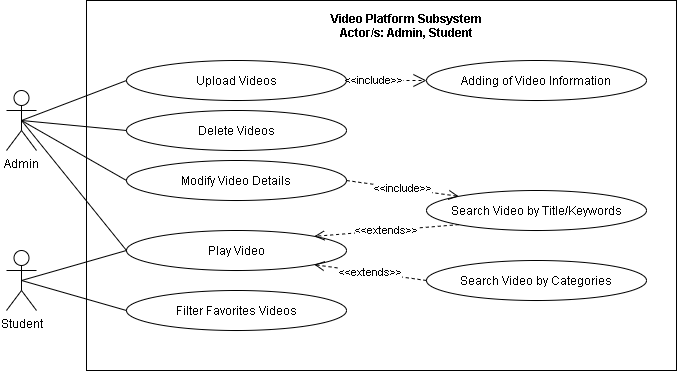 Video Platform Subsystem
Actor/s: Admin, Student
Upload Videos
<<include>>
Adding of Video Information
Delete Videos
Admin
Modify Video Details
<<include>>
Search Video by Title/Keywords
<<extends>>
Play Video
<<extends>>
Search Video by Categories
Filter Favorites Videos
Student